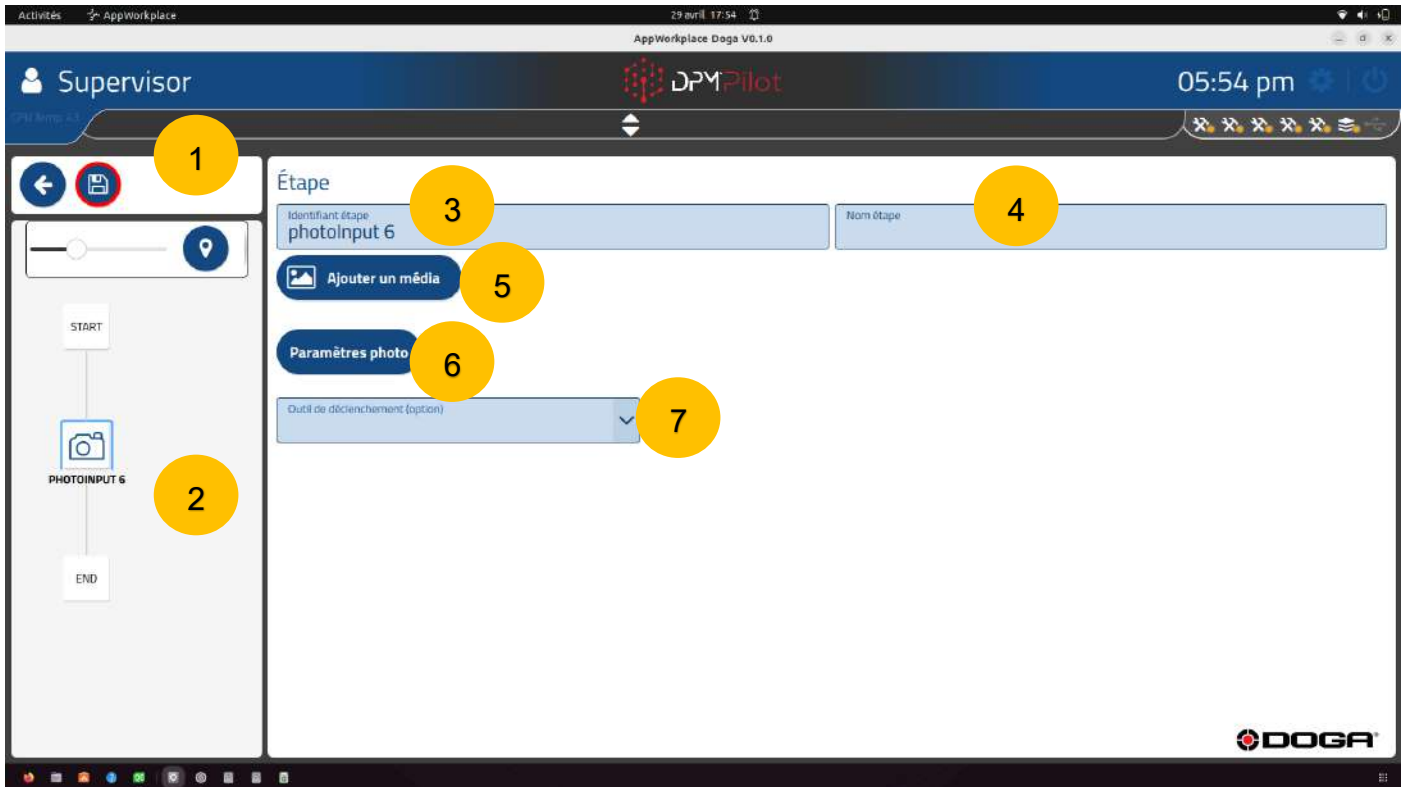 Activités AppWorkplace 29 avril 17:54
AppWorkplace Doga V0.1.0
Supervisor DPMPilot 05:54 pm
1
Étape
Identifiant étape 3 Nom étape 4
photoInput 6
Ajouter un média 5
START
Paramètres photo 6
Outil de déclenchement (option) 7
PHOTOINPUT 6
2
END
DOGA